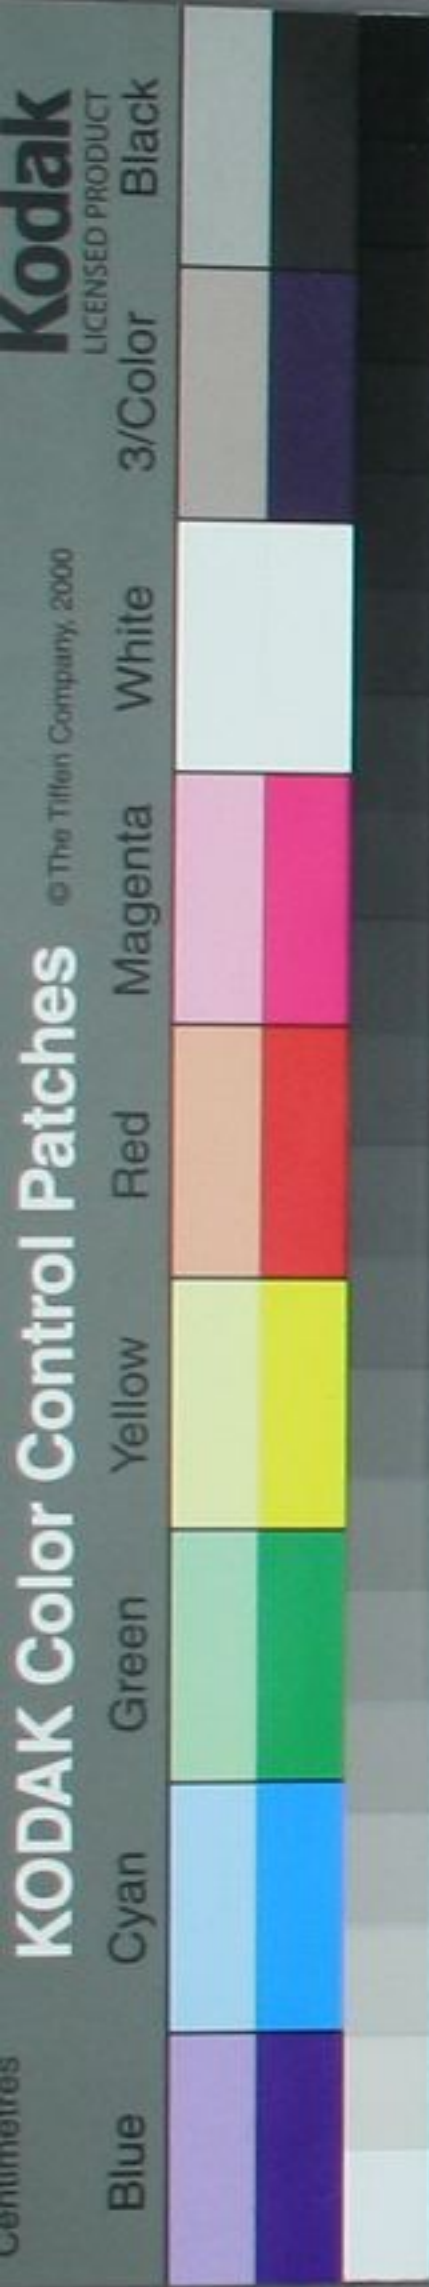 Centimetres
KODAK Color Control Patches
© The Tiffen Company, 2000
Kodak
LICENSED PRODUCT
Blue
Cyan
Green
Yellow
Red
Magenta
White
3/Color
Black